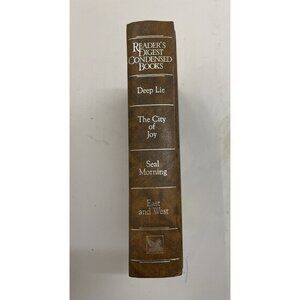 READER'S
DIGEST
CONDENSED
BOOKS
Deep Lie
The City
of
Joy
Seal
Morning
East
and West